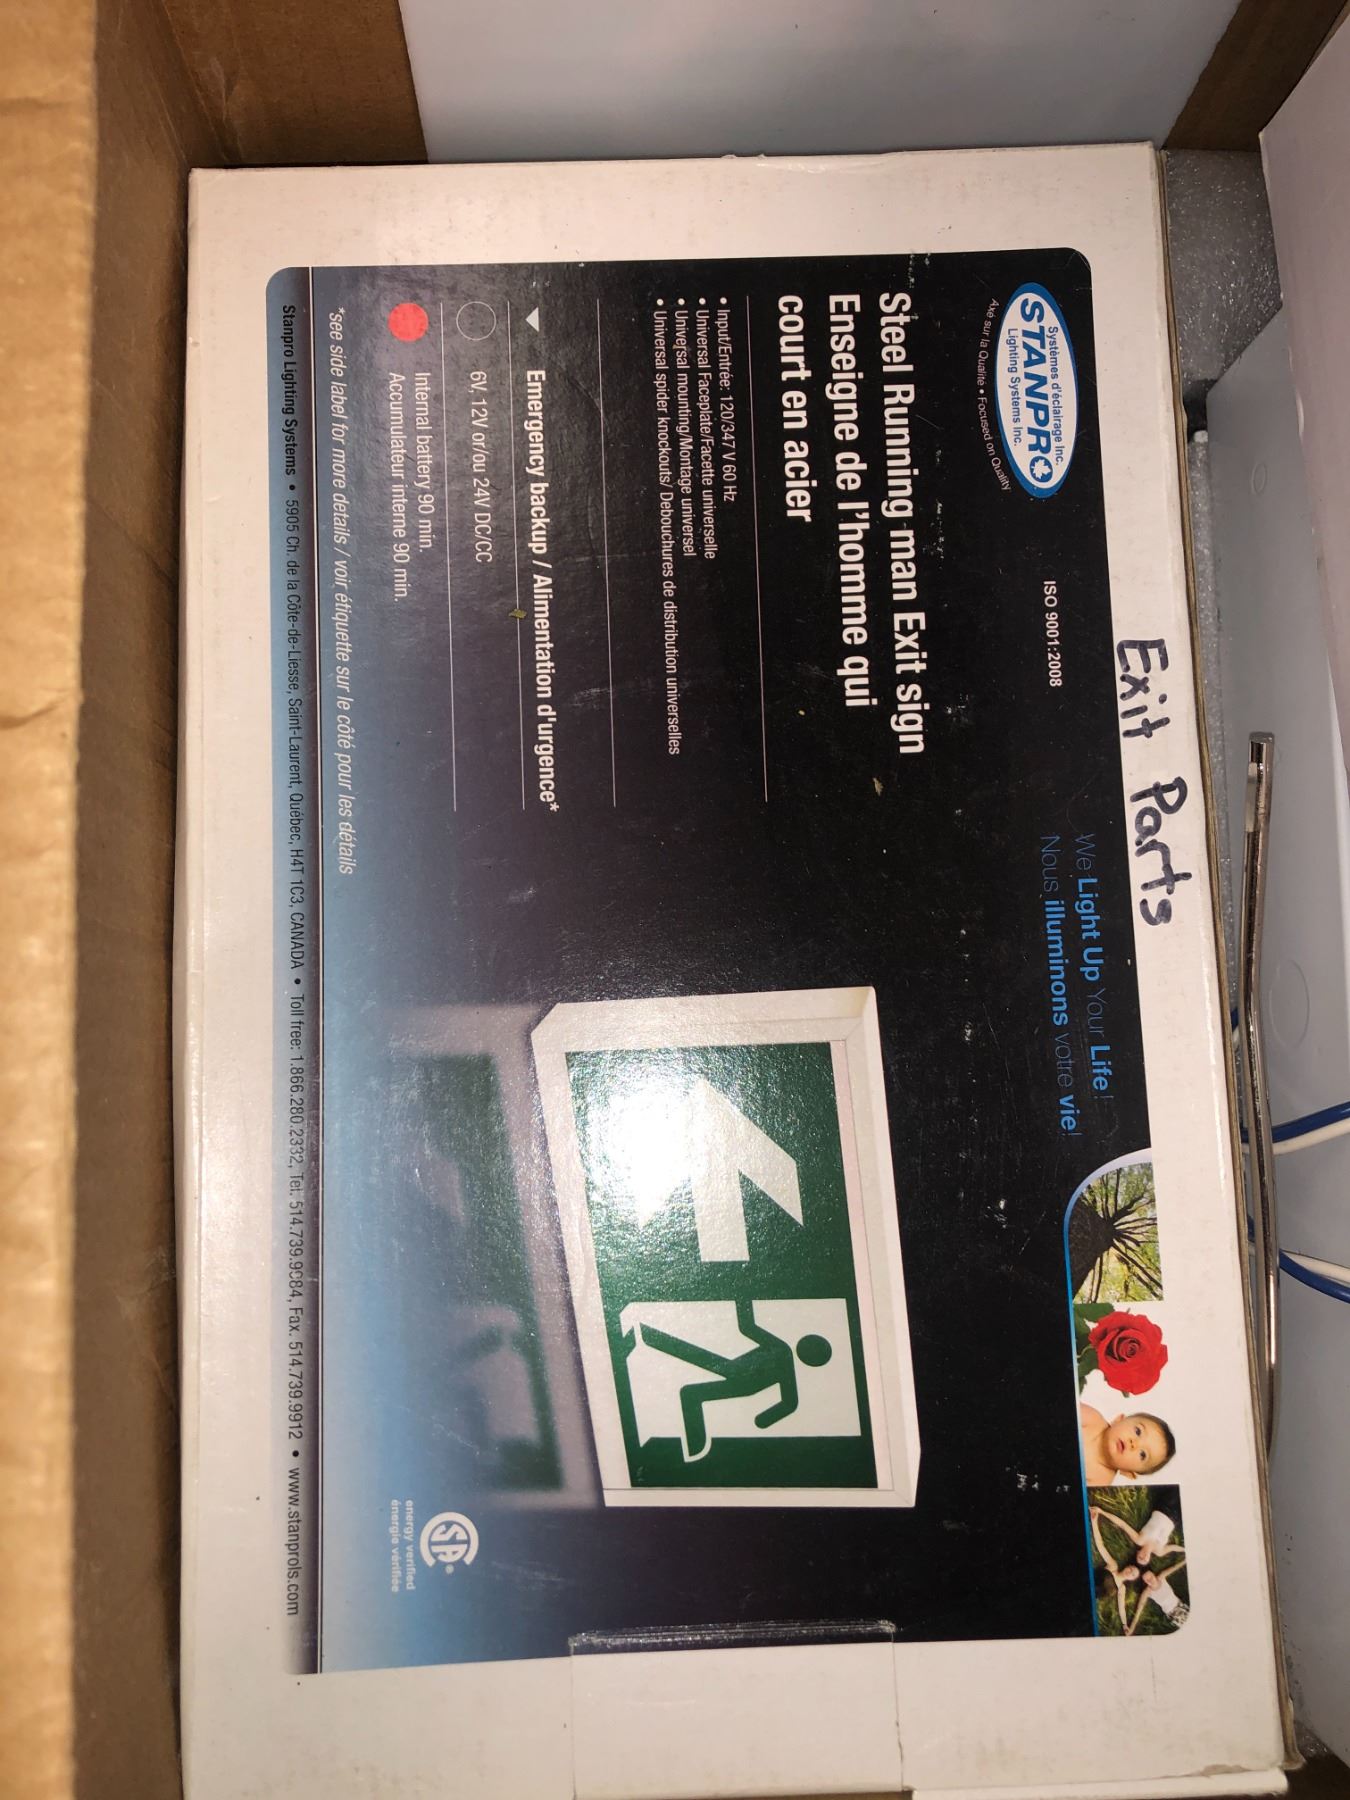 Exit Parts
Systèmes d'éclairage Inc.
STANPRO
Lighting Systems Inc.
Axé sur la Qualité • Focused on Quality
ISO 9001:2008
We Light Up Your Life!
Nous illuminons votre vie!
Steel Running man Exit sign
Enseigne de l'homme qui
court en acier
• Input/Entrée: 120/347 V 60 Hz
• Universal Faceplate/Facette universelle
• Universal mounting/Montage universel
• Universal spider knockouts/ Debouchures de distribution universelles
Emergency backup / Alimentation d'urgence*
6V, 12V or/ou 24V DC/CC
Internal battery 90 min.
Accumulateur interne 90 min.
*see side label for more details / voir étiquette sur le côté pour les détails
SA
energy verified
énergie vérifiée
Stanpro Lighting Systems • 5905 Ch. de la Côte-de-Liesse, Saint-Laurent, Québec, H4T 1C3, CANADA • Toll free: 1.866.280.2332, Tel. 514.739.9984, Fax. 514.739.9912 • www.stanprols.com